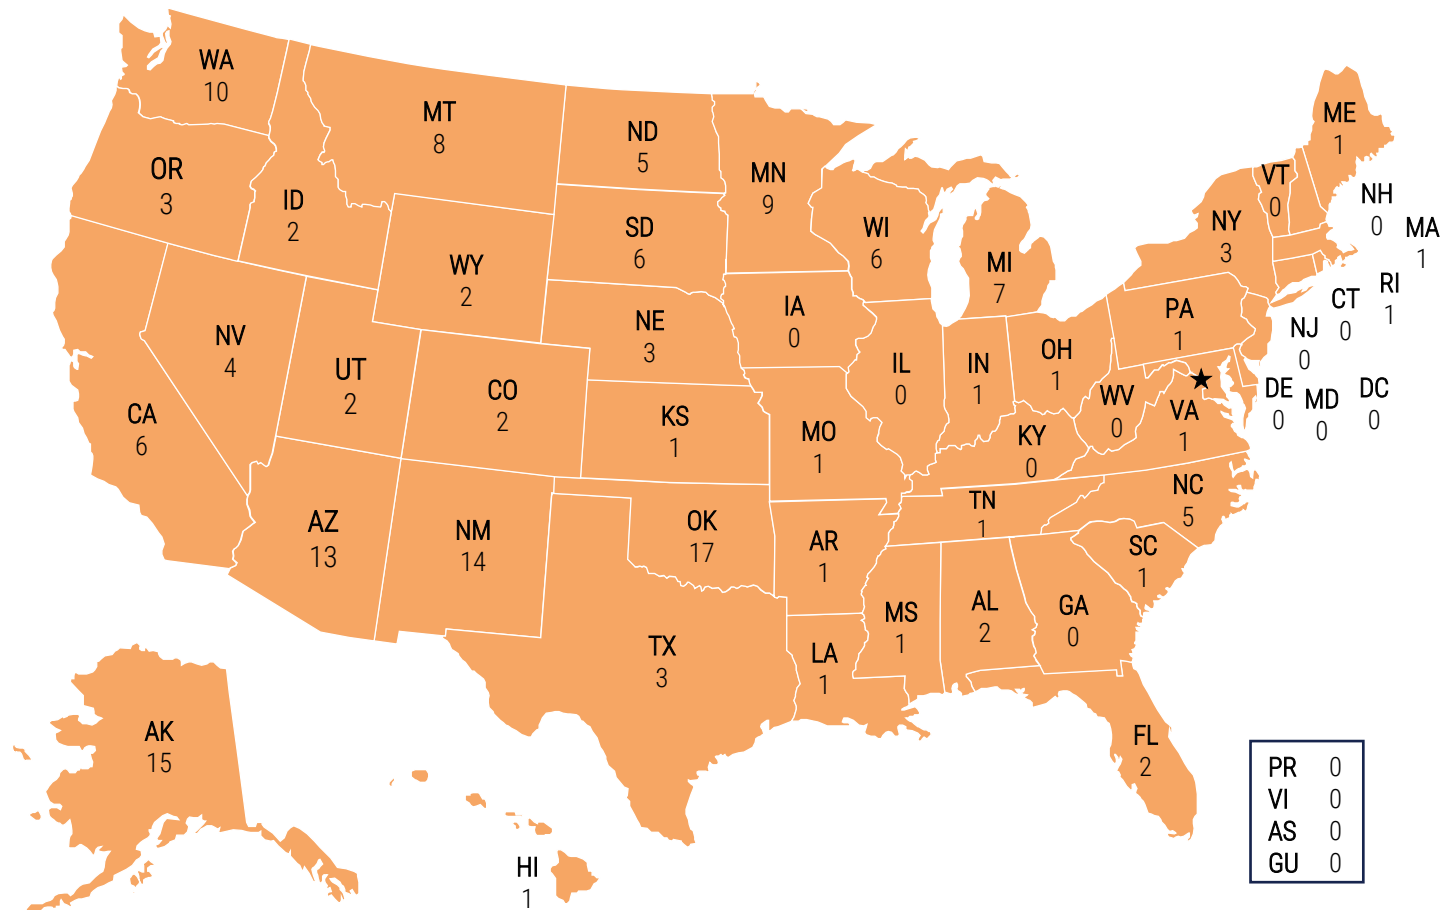 WA
10
MT
8
ND
5
MN
9
ME
1
OR
3
ID
2
VT
0
NH
0
SD
6
WI
6
NY
3
MA
1
WY
2
MI
7
RI
1
CT
0
NV
4
NE
3
IA
0
PA
1
NJ
0
UT
2
CO
2
IL
0
IN
1
OH
1
CA
6
KS
1
MO
1
KY
0
WV
0
VA
1
DE
0
MD
0
DC
0
AZ
13
NM
14
OK
17
AR
1
TN
1
NC
5
SC
1
TX
3
LA
1
MS
1
AL
2
GA
0
AK
15
FL
2
HI
1
PR 0
VI 0
AS 0
GU 0